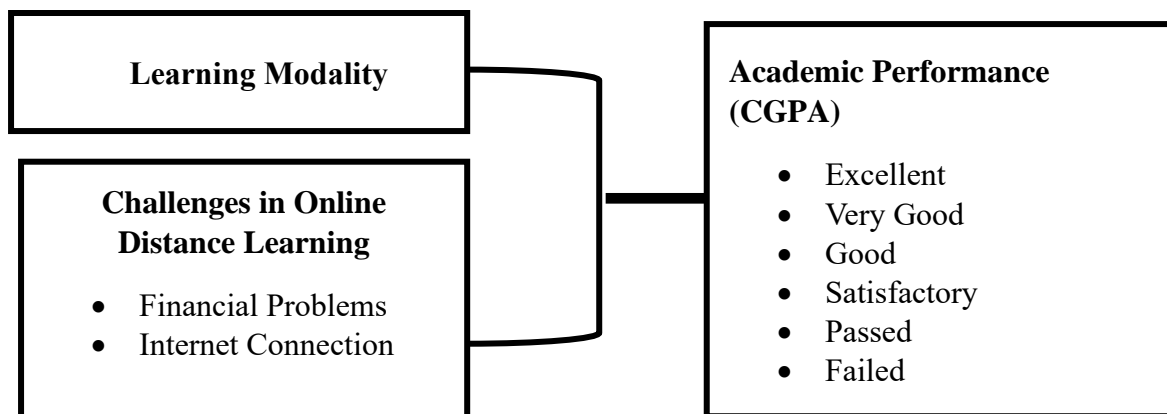 Learning Modality
Challenges in Online
Distance Learning
• Financial Problems
• Internet Connection
Academic Performance
(CGPA)
• Excellent
• Very Good
• Good
• Satisfactory
• Passed
• Failed